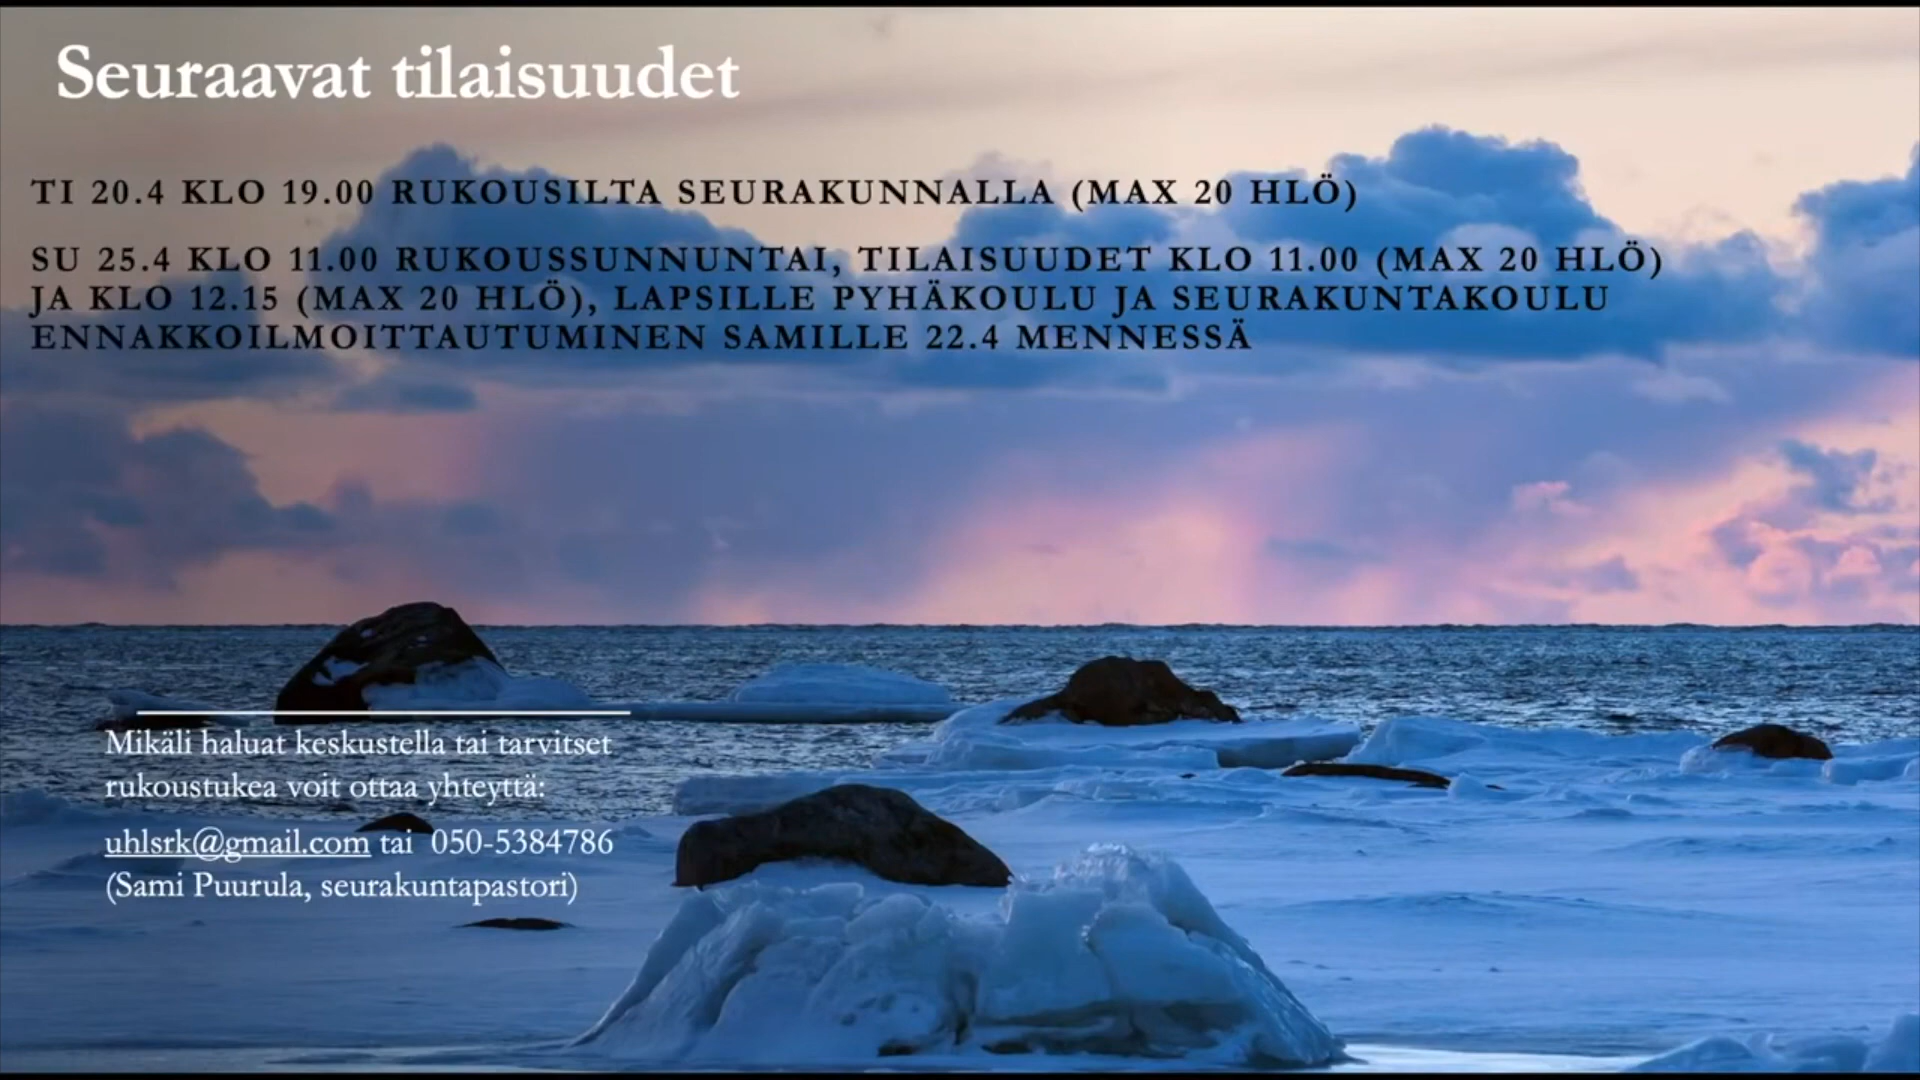 Seuraavat tilaisuudet
TI 20.4 KLO 19.00 RUKOUSILTA SEURAKUNNALLA (MAX 20 HLÖ)
SU 25.4 KLO 11.00 RUKOUSSUNNUNTAI, TILAISUUDET KLO 11.00 (MAX 20 HLÖ)
JA KLO 12.15 (MAX 20 HLÖ), LAPSILLE PYHÄKOULU JA SEURAKUNTAKOULU
ENNAKKOILMOITTAUTUMINEN SAMILLE 22.4 MENNESSÄ
Mikäli haluat keskustella tai tarvitset
rukoustukea voit ottaa yhteyttä:
uhlsrk@gmail.com tai 050-5384786
(Sami Puurula, seurakuntapastori)